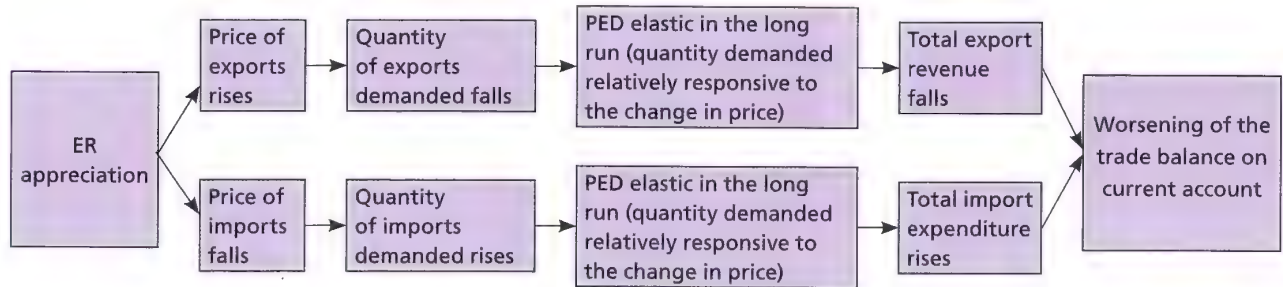 ER
appreciation
Price of
exports
rises
Quantity
of exports
demanded falls
PED elastic in the long
run (quantity demanded
relatively responsive to
the change in price)
Total export
revenue
falls
Price of
imports
falls
Quantity
of imports
demanded rises
PED elastic in the long
run (quantity demanded
relatively responsive to
the change in price)
Total import
expenditure
rises
Worsening of the
trade balance on
current account